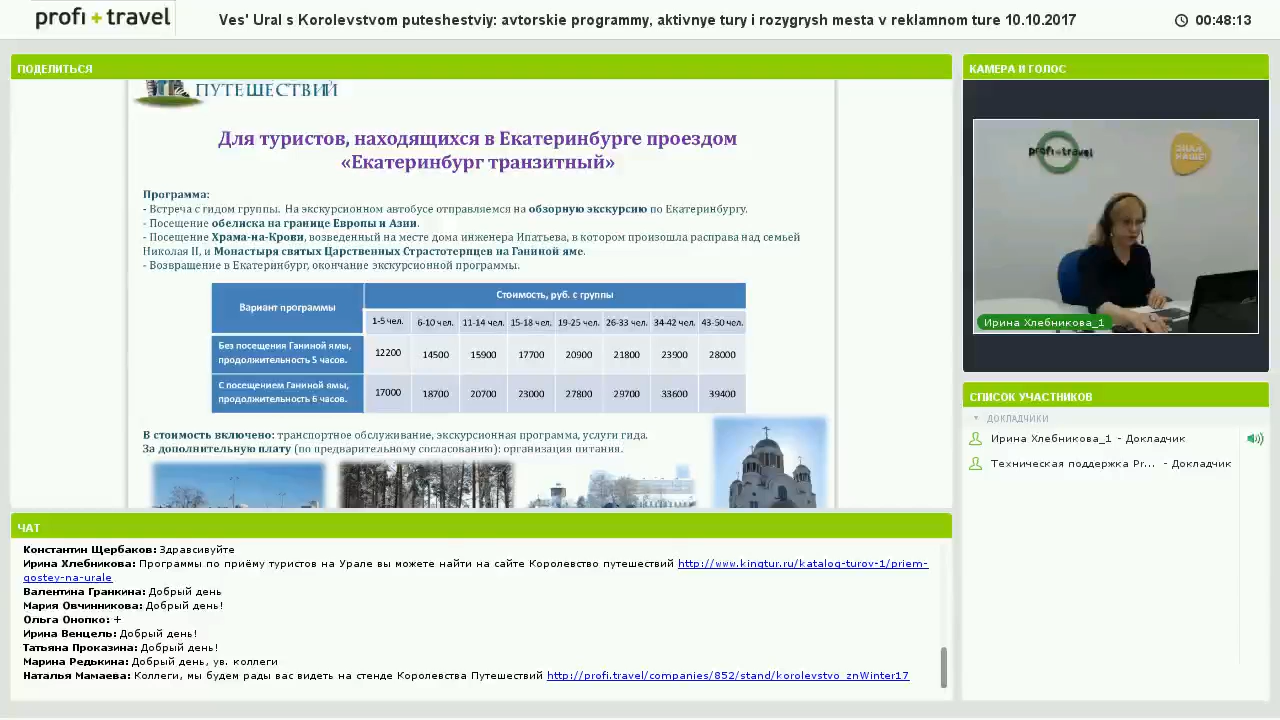 profi + travel
Ves' Ural s Korolevstvom puteshestviy: avtorskie programmy, aktivnye tury i rozygrysh mesta v reklamnom ture 10.10.2017
00:48:13
ПОДЕЛИТЬСЯ
ПУТЕШЕСТВИЙ
Для туристов, находящихся в Екатеринбурге проездом
«Екатеринбург транзитный»
Программа:
- Встреча с гидом группы. На экскурсионном автобусе отправляемся на обзорную экскурсию по Екатеринбургу.
- Посещение обелиска на границе Европы и Азии.
- Посещение Храма-на-Крови, возведенный на месте дома инженера Ипатьева, в котором произошла расправа над семьей
Николая II, и Монастыря святых Царственных Страстотерпцев на Ганиной яме.
- Возвращение в Екатеринбург, окончание экскурсионной программы.
Вариант программы
Стоимость, руб. с группы
1-5 чел. 6-10 чел. 11-14 чел. 15-18 чел. 19-25 чел. 26-33 чел. 34-42 чел. 43-50 чел.
Без посещения Ганиной ямы,
продолжительность 5 часов.
12200 14500 15900 17700 20900 21800 23900 28000
С посещением Ганиной ямы,
продолжительность 6 часов.
17000 18700 20700 23000 27800 29700 33600 39400
В стоимость включено: транспортное обслуживание, экскурсионная программа, услуги гида.
За дополнительную плату (по предварительному согласованию): организация питания.
ЧАТ
Константин Щербаков: Здрасивуйте
Ирина Хлебникова: Программы по приёму туристов на Урале вы можете найти на сайте Королевство путешествий http://www.kingtur.ru/katalog-turov-1/priem-
gostey-na-urale
Валентина Гранкина: Добрый день
Мария Овчинникова: Добрый день!
Ольга Онопко: +
Ирина Венцель: Добрый день!
Татьяна Проказина: Добрый день!
Марина Редькина: Добрый день, ув. коллеги
Наталья Мамаева: Коллеги, мы будем рады вас видеть на стенде Королевства Путешествий http://profi.travel/companies/852/stand/korolevstvo_znWinter17
КАМЕРА И ГОЛОС
profi+travel
ЗНАЙ
НАШЕ!
Ирина Хлебникова_1
СПИСОК УЧАСТНИКОВ
ДОКЛАДЧИКИ
Ирина Хлебникова_1 - Докладчик
Техническая поддержка Pr... - Докладчик